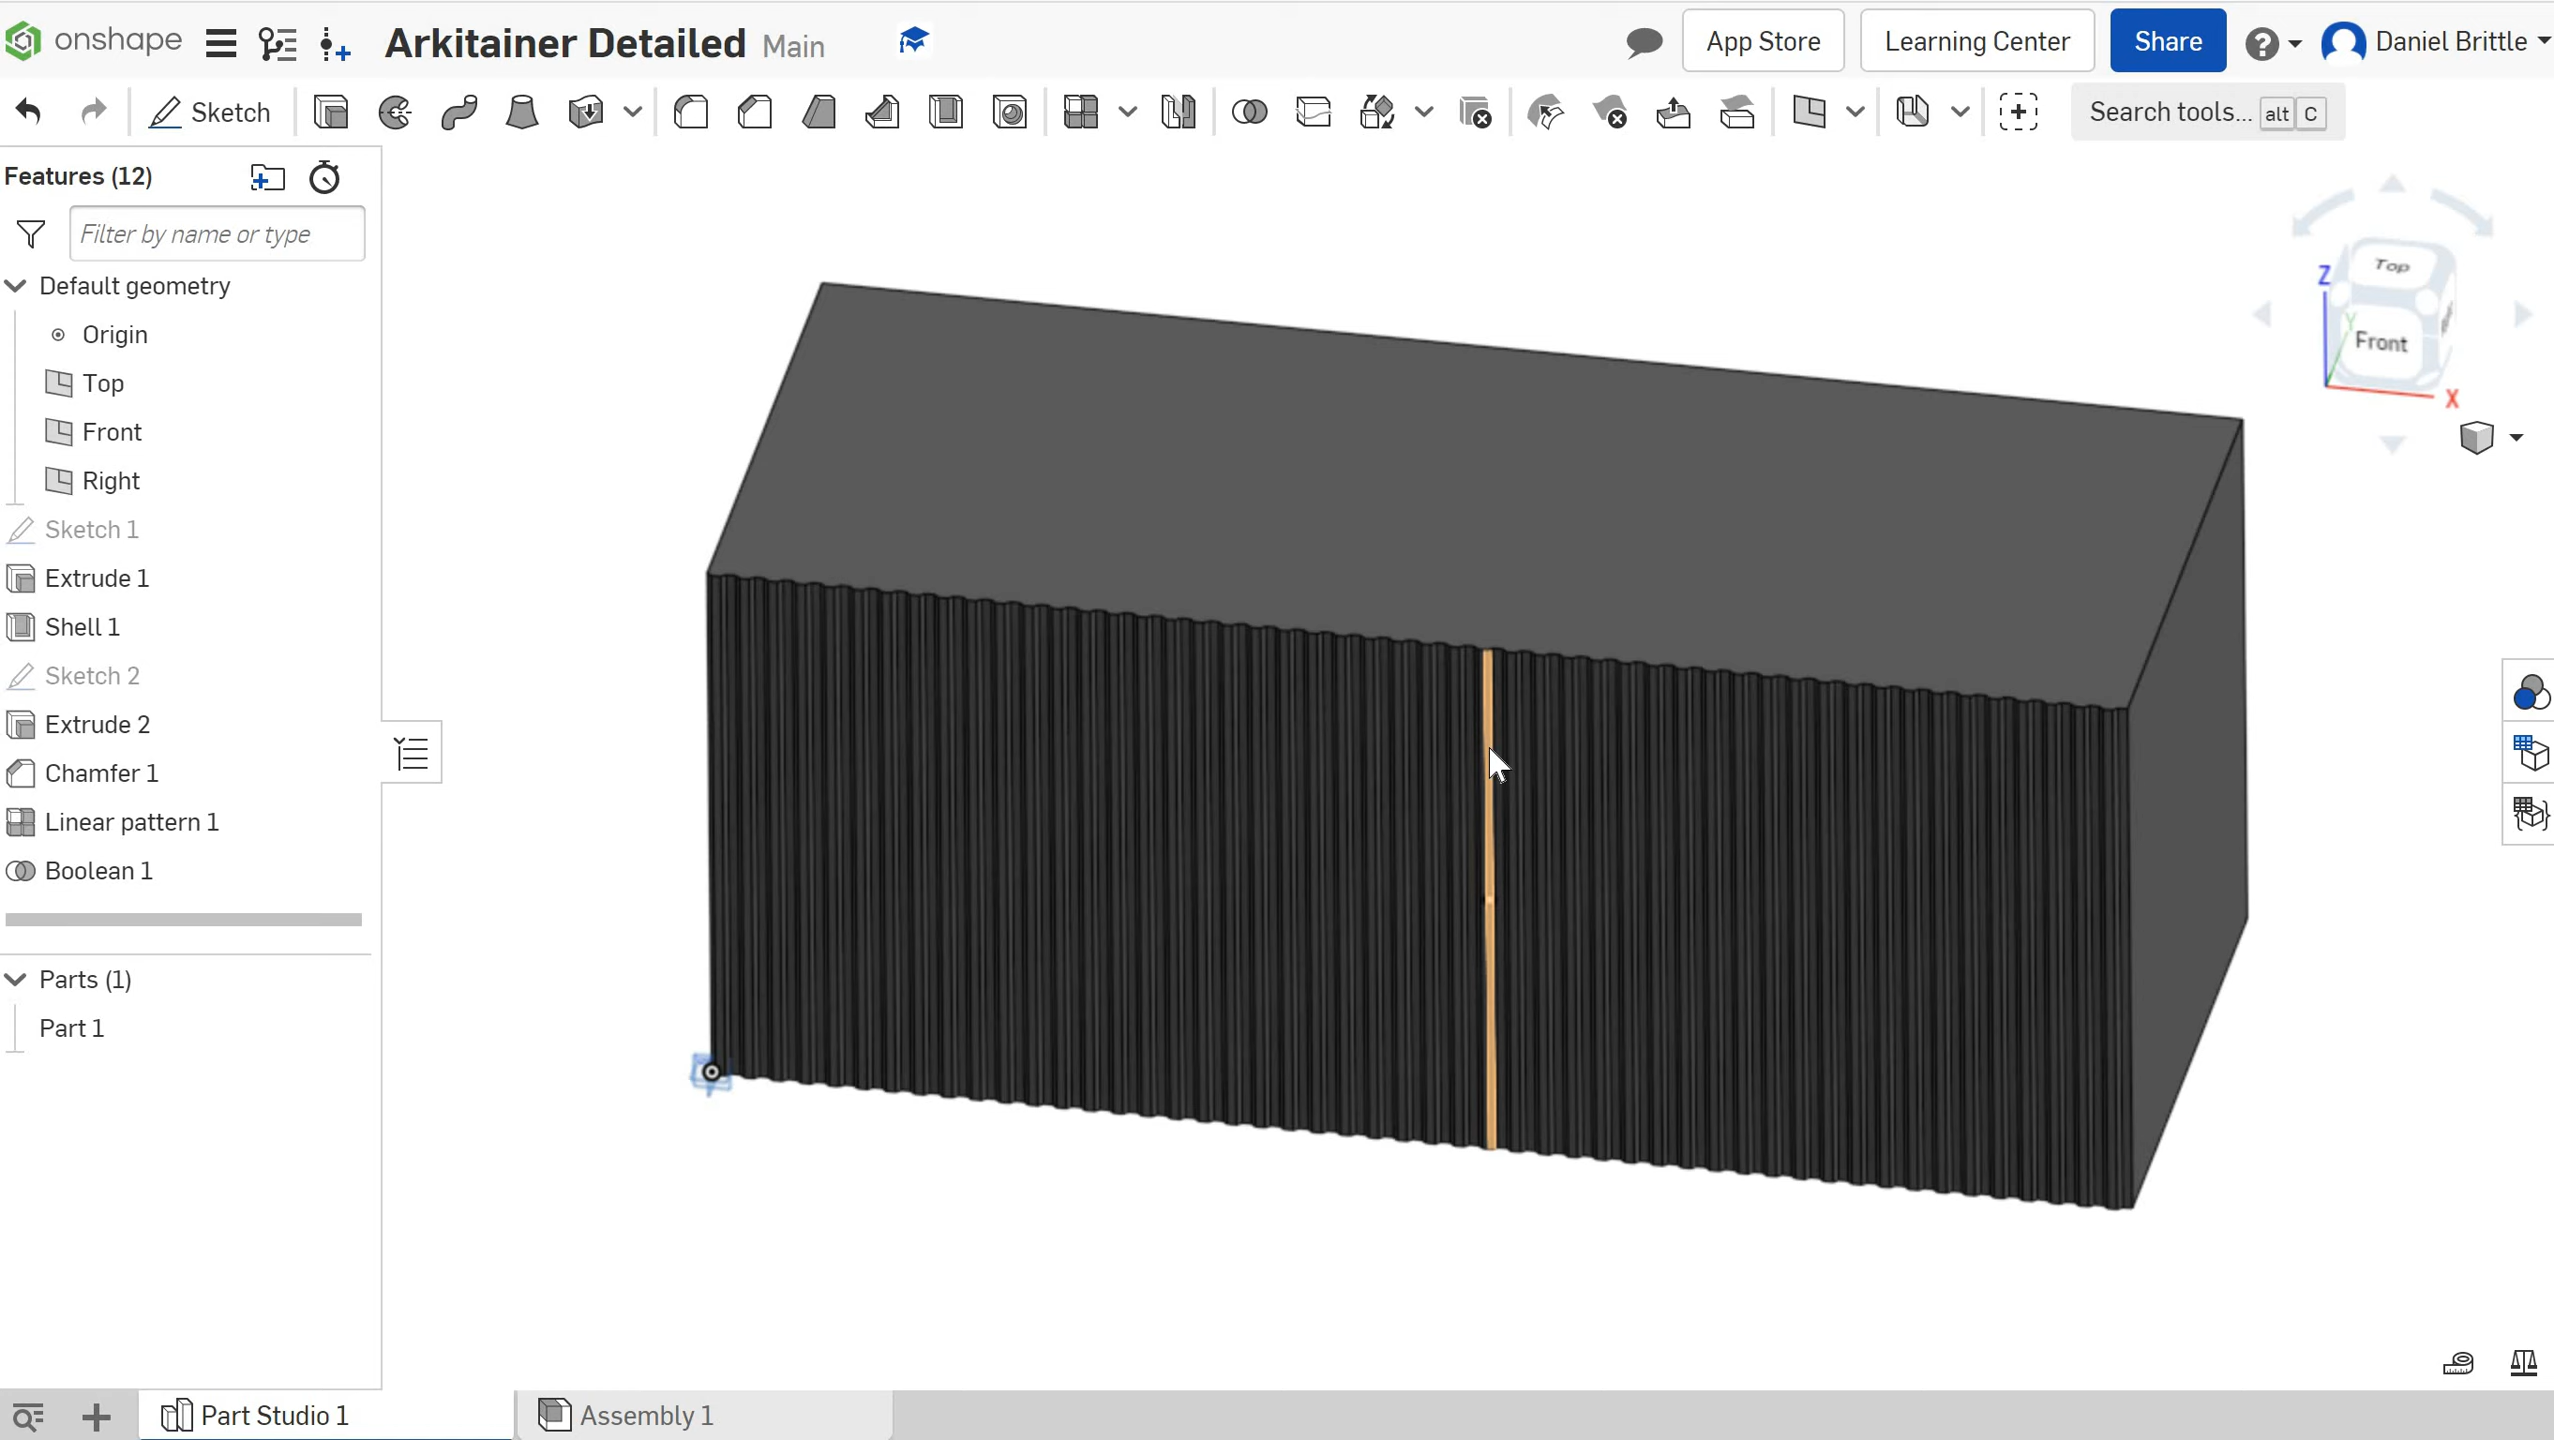 onshape
Arkitainer Detailed Main
App Store
Learning Center
Share
Daniel Brittle
Sketch
Search tools... alt C
Features (12)
Filter by name or type
Default geometry
Origin
Top
Front
Right
Sketch 1
Extrude 1
Shell 1
Sketch 2
Extrude 2
Chamfer 1
Linear pattern 1
Boolean 1
Parts (1)
Part 1
Top
Z
Y
Front
X
Part Studio 1
Assembly 1